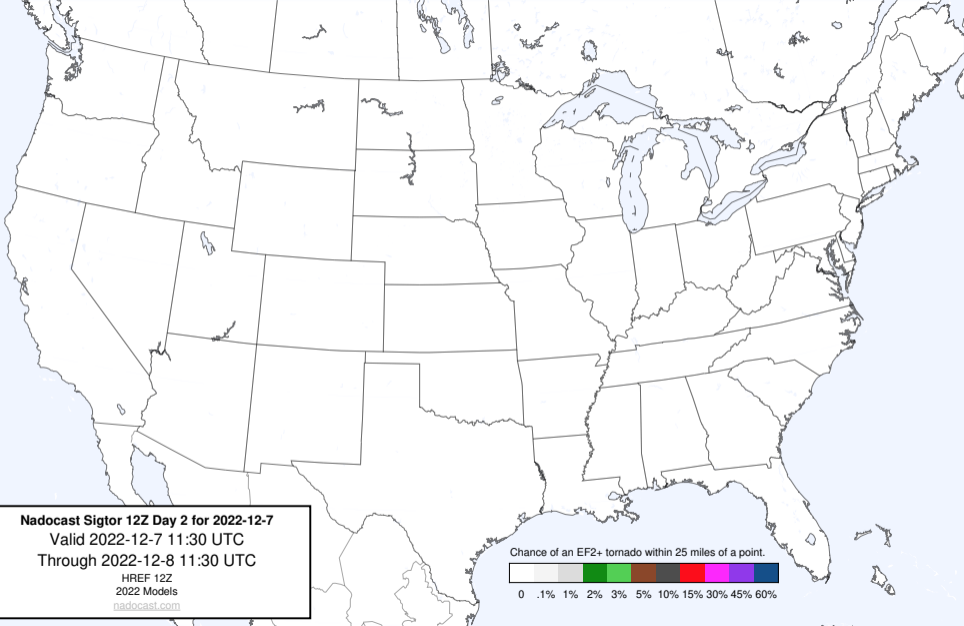 Nadocast Sigtor 12Z Day 2 for 2022-12-7
Valid 2022-12-7 11:30 UTC
Through 2022-12-8 11:30 UTC
HREF 12Z
2022 Models
nadocast.com
Chance of an EF2+ tornado within 25 miles of a point.
0 .1% 1% 2% 3% 5% 10% 15% 30% 45% 60%